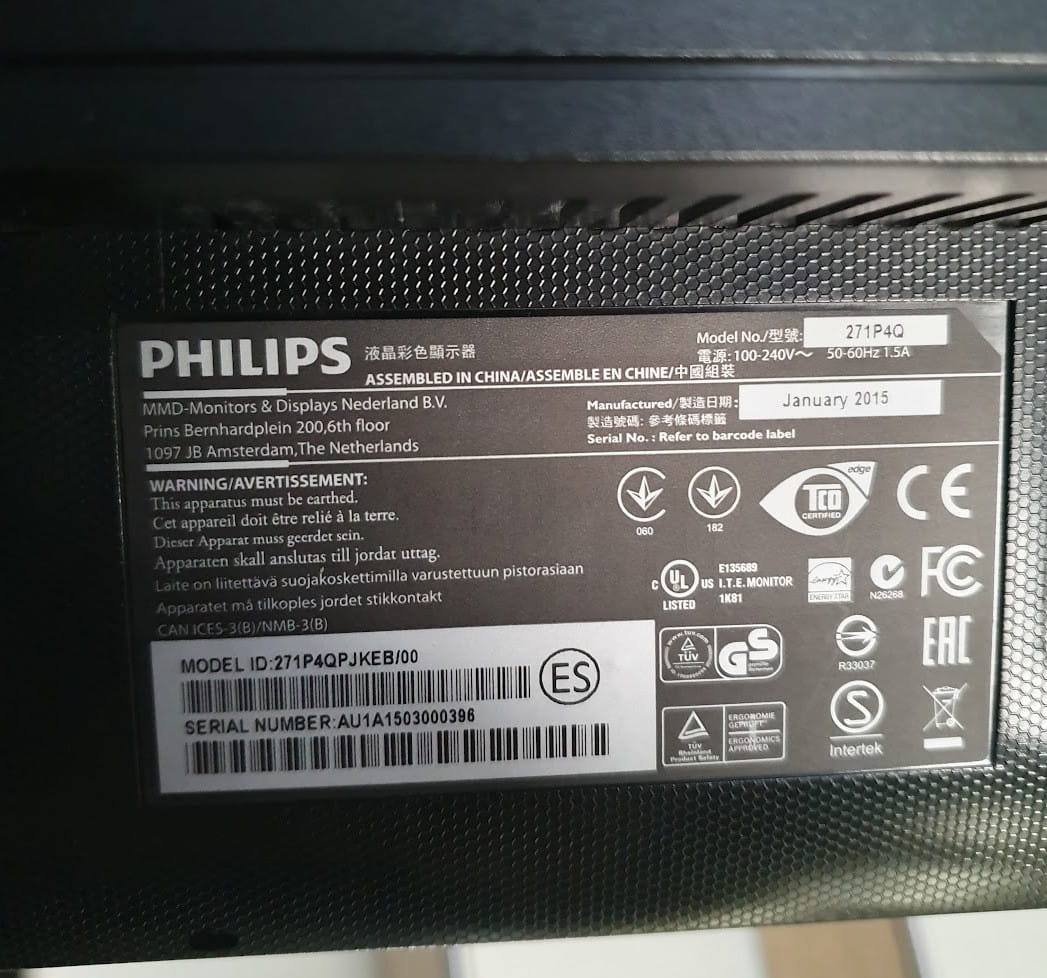 PHILIPS 液晶彩色顯示器
Model No./型號: 271P4Q
電源: 100-240V～ 50-60Hz 1.5A
ASSEMBLED IN CHINA/ASSEMBLE EN CHINE/中國組裝
MMD-Monitors & Displays Nederland B.V.
Prins Bernhardplein 200,6th floor
1097 JB Amsterdam,The Netherlands
Manufactured/製造日期: January 2015
製造號碼: 參考條碼標籤
Serial No. : Refer to barcode label
WARNING/AVERTISSEMENT:
This apparatus must be earthed.
Cet appareil doit être relié à la terre.
Dieser Apparat muss geerdet sein.
Apparaten skall anslutas till jordat uttag.
Laite on liitettävä suojakoskettimilla varustettuun pistorasiaan
Apparatet må tilkoples jordet stikkontakt
CAN ICES-3(B)/NMB-3(B)
060
182
TCO edge
CERTIFIED
CE
C UL US
LISTED
E135689
I.T.E. MONITOR
1K81
energy
ENERGY STAR
N26268
FC
MODEL ID:271P4QPJKEB/00
ES
SERIAL NUMBER:AU1A1503000396
www.tuv.com
TÜV
GS
geprüfte
Sicherheit
R33037
EAC
TÜV
Rheinland
Product Safety
ERGONOMIE
GEPRÜFT
ERGONOMICS
APPROVED
S
Intertek